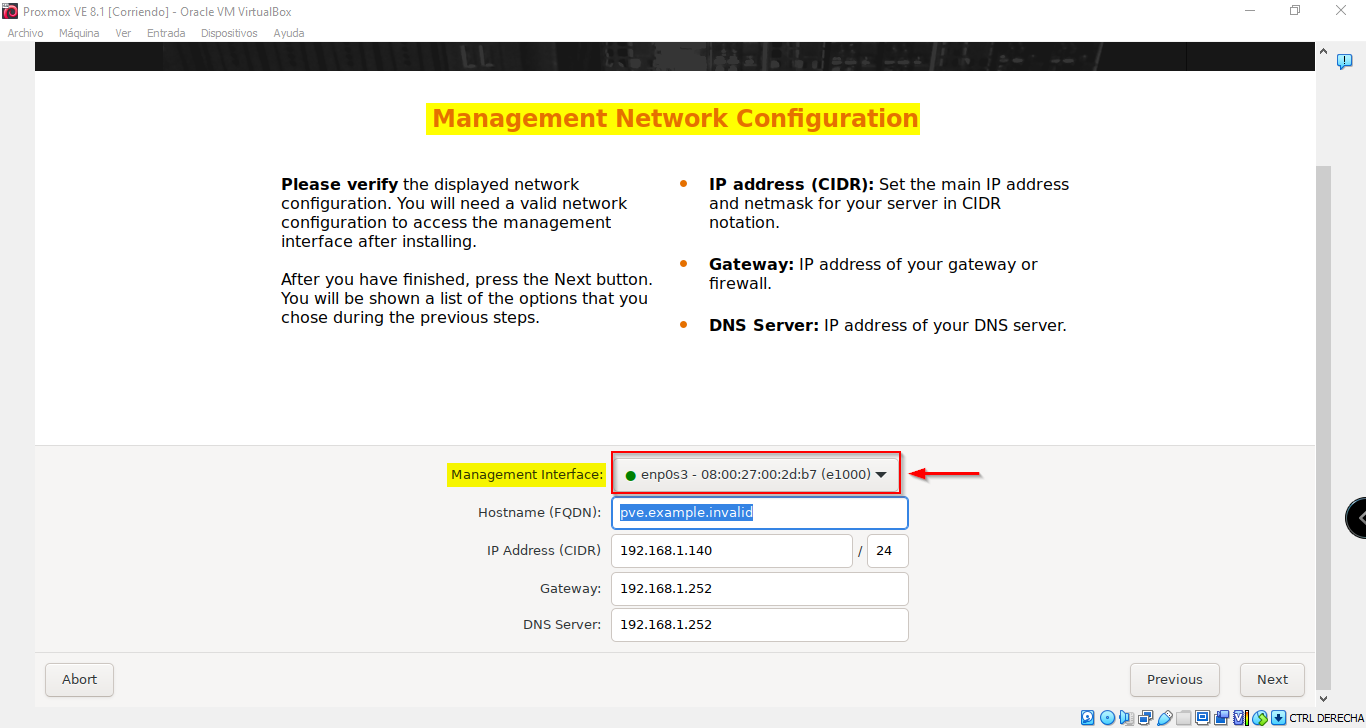 Proxmox VE 8.1 [Corriendo] - Oracle VM VirtualBox
Archivo Máquina Ver Entrada Dispositivos Ayuda
Management Network Configuration
Please verify the displayed network
configuration. You will need a valid network
configuration to access the management
interface after installing.
After you have finished, press the Next button.
You will be shown a list of the options that you
chose during the previous steps.
IP address (CIDR): Set the main IP address
and netmask for your server in CIDR
notation.
Gateway: IP address of your gateway or
firewall.
DNS Server: IP address of your DNS server.
Management Interface: enp0s3 - 08:00:27:00:2d:b7 (e1000)
Hostname (FQDN): pve.example.invalid
IP Address (CIDR) 192.168.1.140 / 24
Gateway: 192.168.1.252
DNS Server: 192.168.1.252
Abort Previous Next
CTRL DERECHA